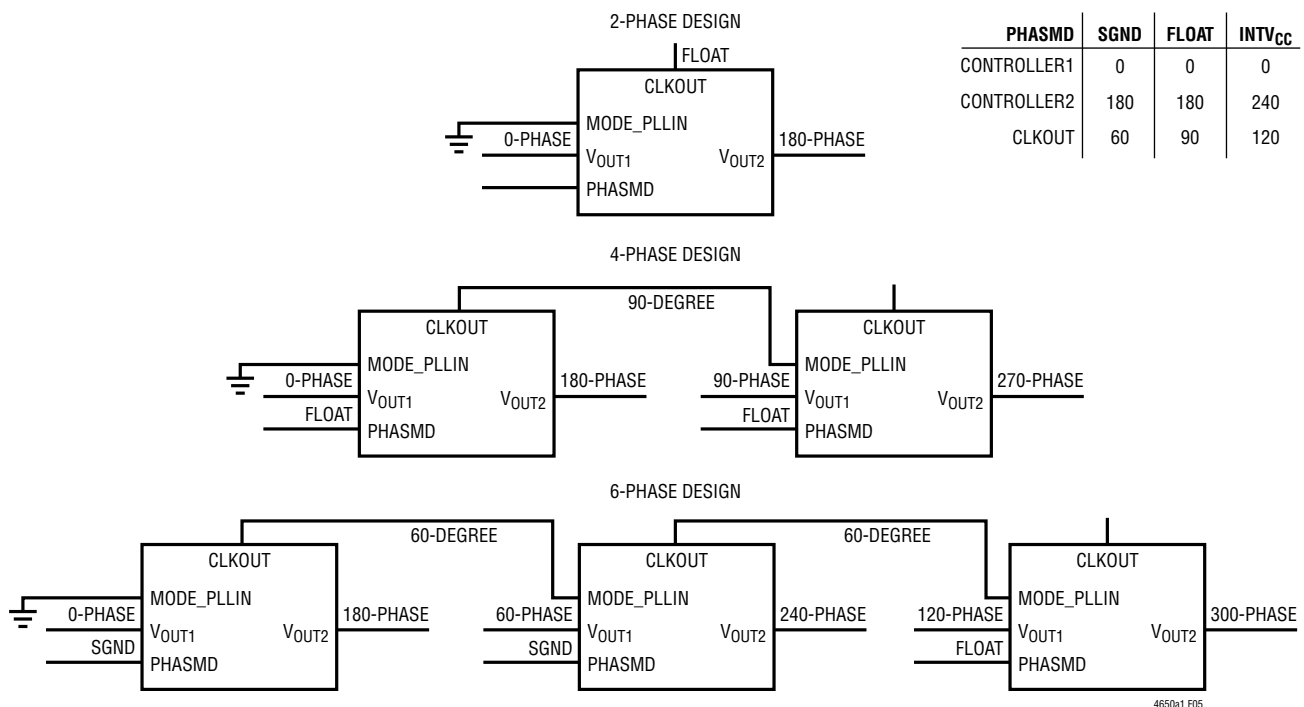 2-PHASE DESIGN
FLOAT
CLKOUT
MODE_PLLIN
0-PHASE
VOUT1
VOUT2
180-PHASE
PHASMD
PHASMD SGND FLOAT INTVCC
CONTROLLER1 0 0 0
CONTROLLER2 180 180 240
CLKOUT 60 90 120
4-PHASE DESIGN
90-DEGREE
CLKOUT
MODE_PLLIN
0-PHASE
VOUT1
VOUT2
180-PHASE
FLOAT
PHASMD
CLKOUT
MODE_PLLIN
90-PHASE
VOUT1
VOUT2
270-PHASE
FLOAT
PHASMD
6-PHASE DESIGN
60-DEGREE
60-DEGREE
CLKOUT
MODE_PLLIN
0-PHASE
VOUT1
VOUT2
180-PHASE
SGND
PHASMD
CLKOUT
MODE_PLLIN
60-PHASE
VOUT1
VOUT2
240-PHASE
SGND
PHASMD
CLKOUT
MODE_PLLIN
120-PHASE
VOUT1
VOUT2
300-PHASE
FLOAT
PHASMD
4650a1 F05